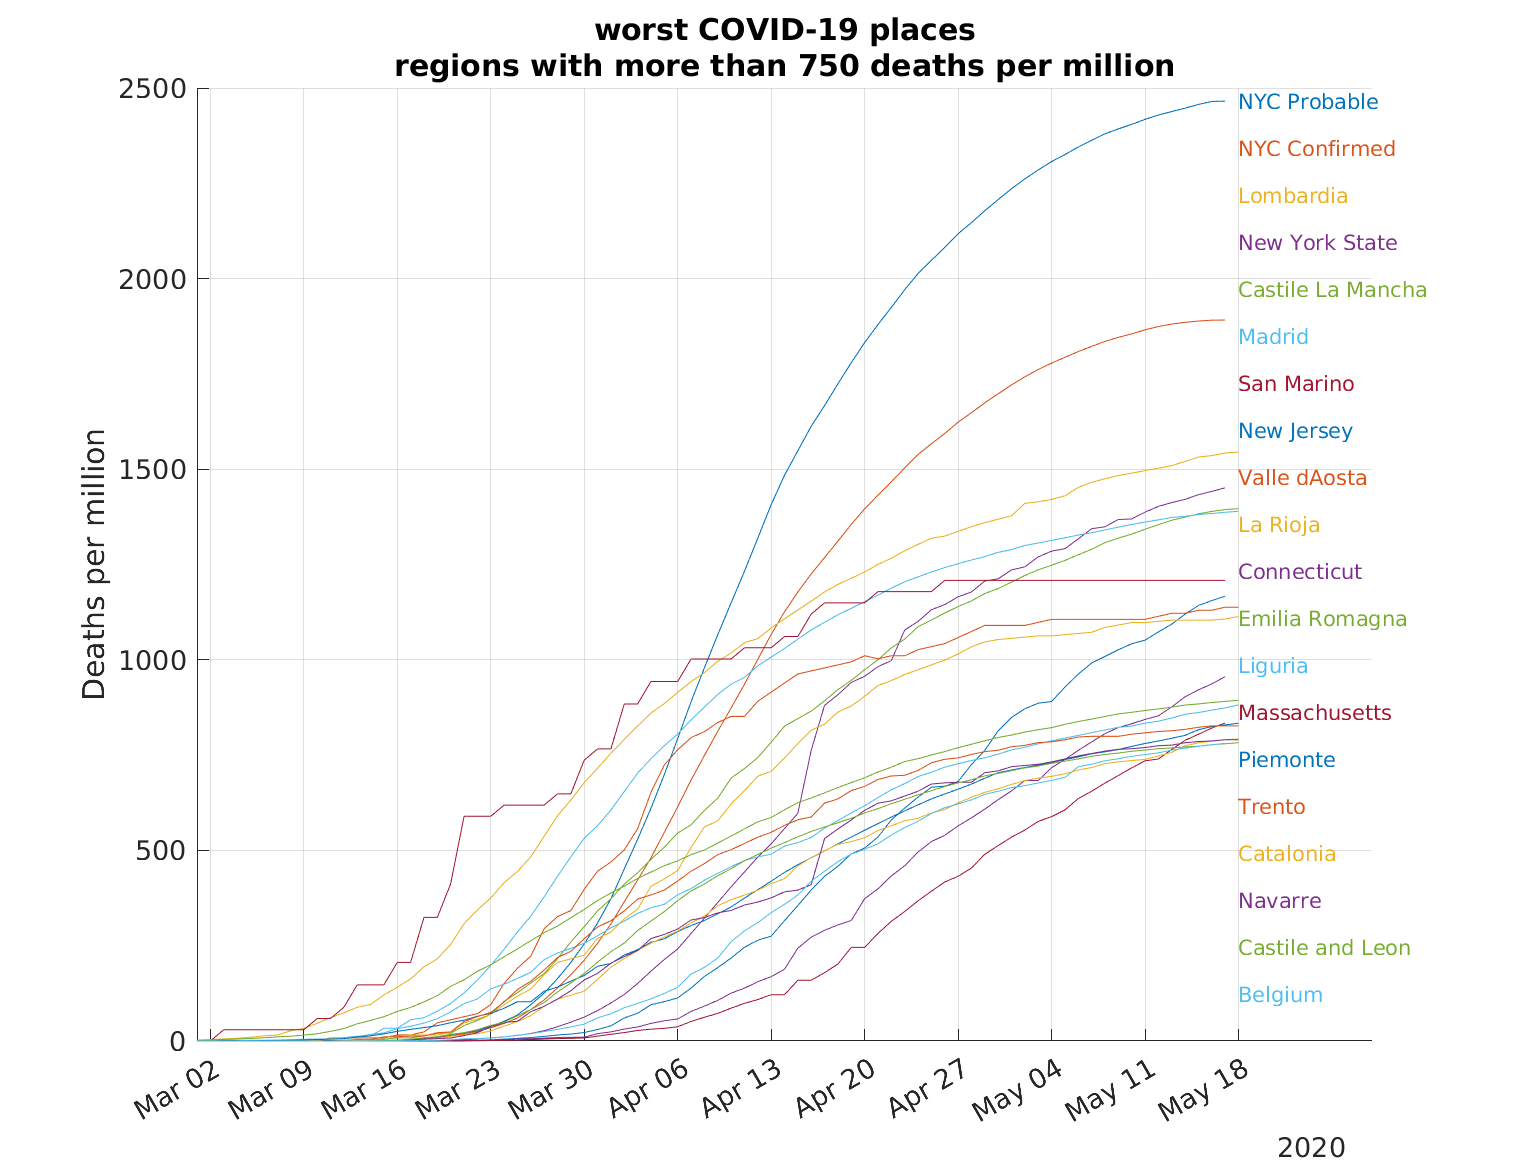 worst COVID-19 places
regions with more than 750 deaths per million
Deaths per million
2500
2000
1500
1000
500
0
NYC Probable
NYC Confirmed
Lombardia
New York State
Castile La Mancha
Madrid
San Marino
New Jersey
Valle dAosta
La Rioja
Connecticut
Emilia Romagna
Liguria
Massachusetts
Piemonte
Trento
Catalonia
Navarre
Castile and Leon
Belgium
Mar 02
Mar 09
Mar 16
Mar 23
Mar 30
Apr 06
Apr 13
Apr 20
Apr 27
May 04
May 11
May 18
2020